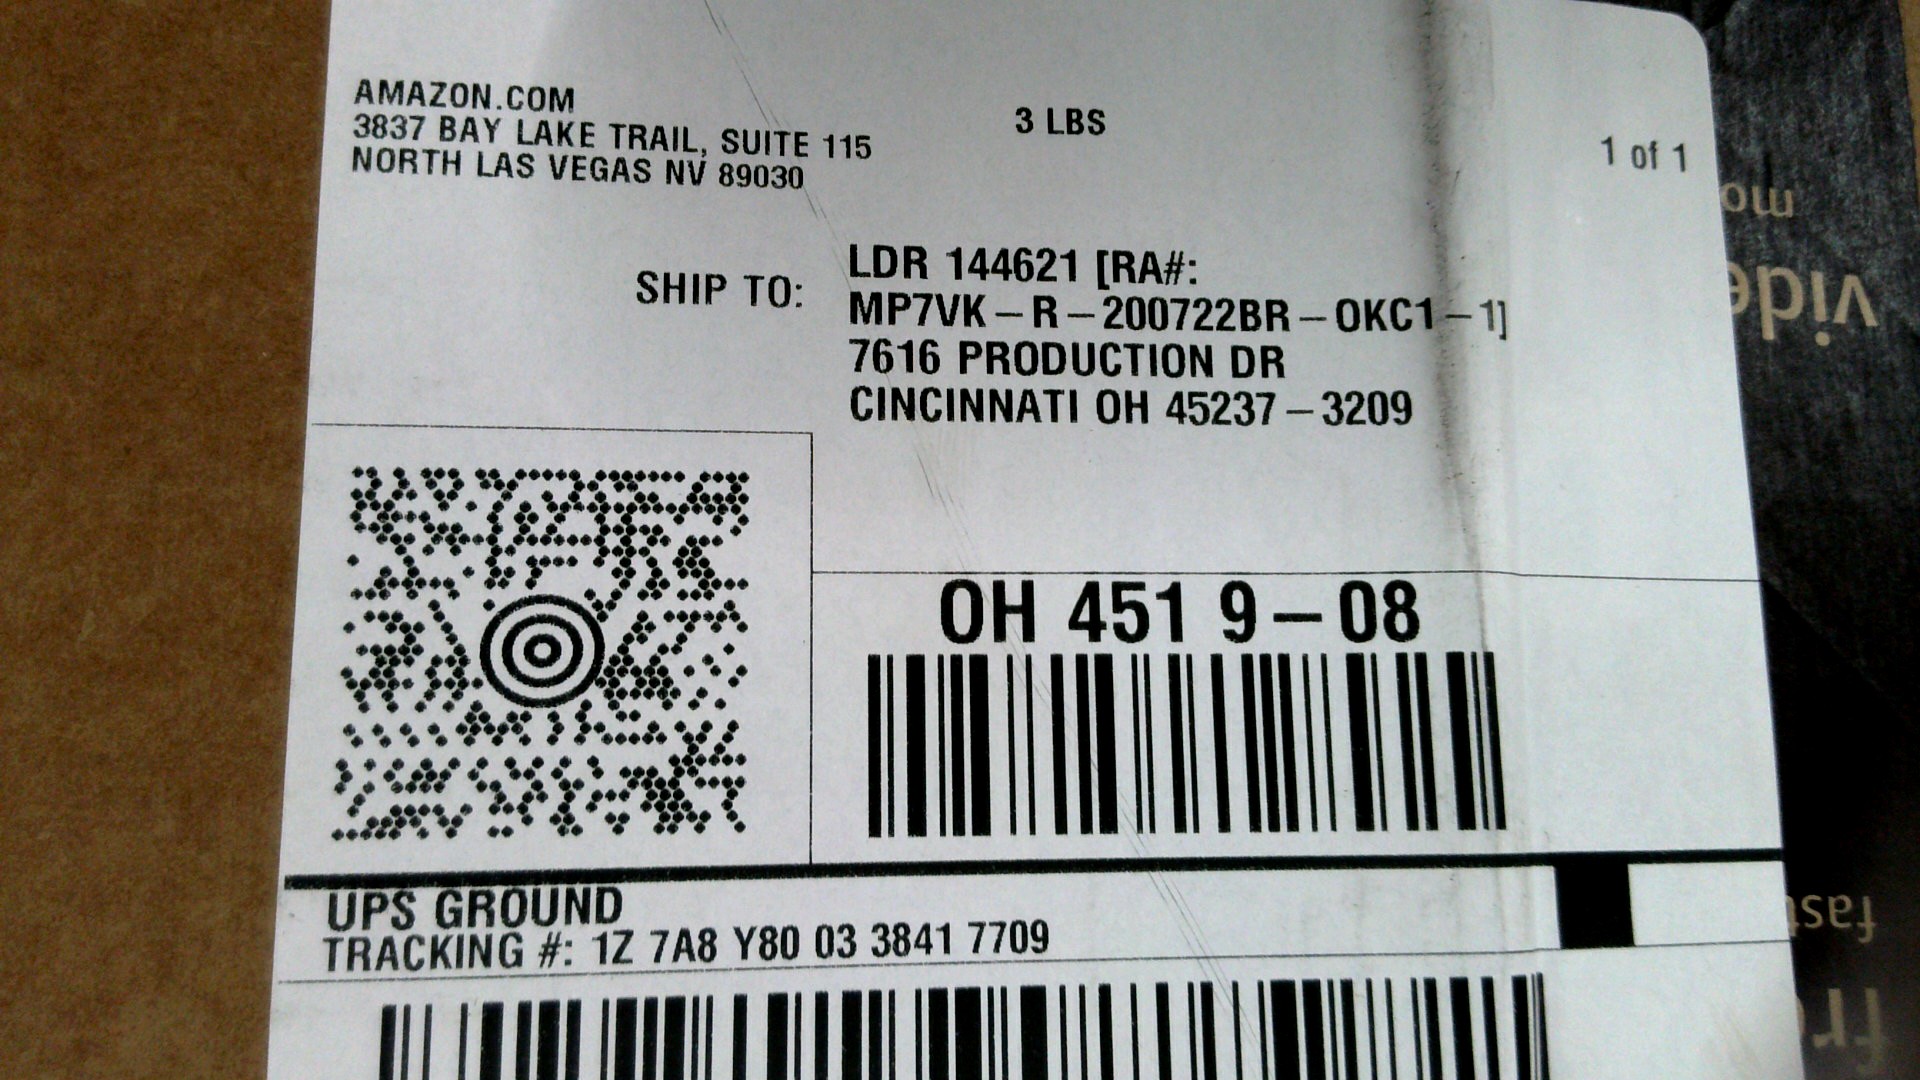 AMAZON.COM
3837 BAY LAKE TRAIL, SUITE 115
NORTH LAS VEGAS NV 89030
3 LBS
1 of 1
SHIP TO:
LDR 144621 [RA#:
MP7VK-R-200722BR-OKC1-1]
7616 PRODUCTION DR
CINCINNATI OH 45237-3209
OH 451 9-08
UPS GROUND
TRACKING #: 1Z 7A8 Y80 03 3841 7709